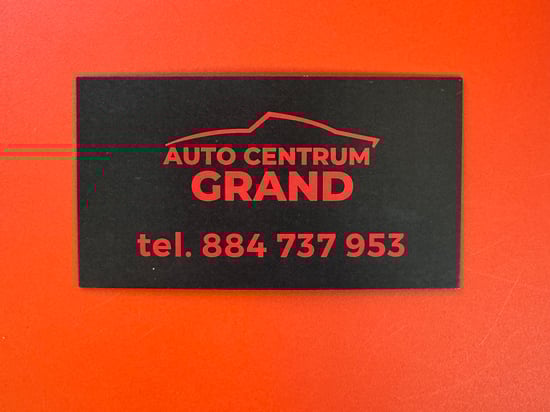 AUTO CENTRUM
GRAND
tel. 884 737 953